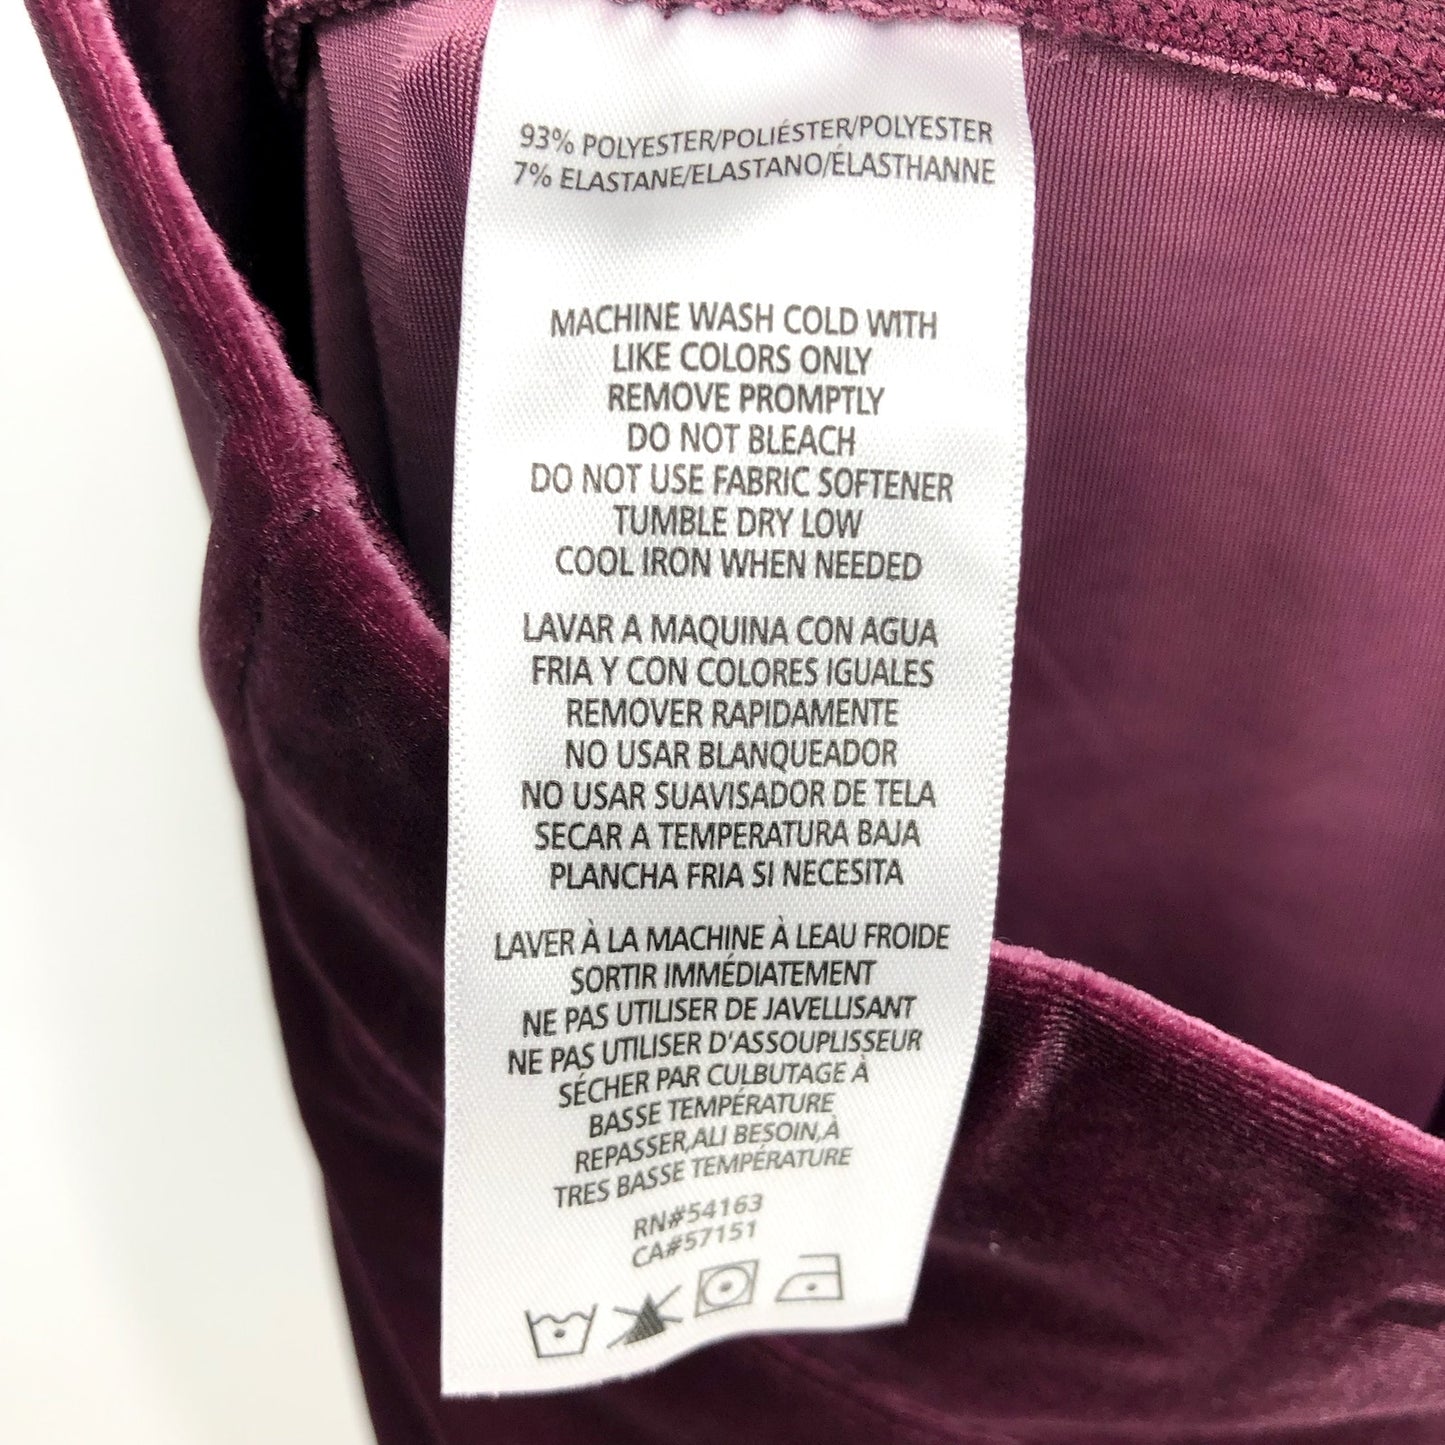 93% POLYESTER/POLIÉSTER/POLYESTER
7% ELASTANE/ELASTANO/ÉLASTHANNE
MACHINE WASH COLD WITH
LIKE COLORS ONLY
REMOVE PROMPTLY
DO NOT BLEACH
DO NOT USE FABRIC SOFTENER
TUMBLE DRY LOW
COOL IRON WHEN NEEDED
LAVAR A MAQUINA CON AGUA
FRIA Y CON COLORES IGUALES
REMOVER RAPIDAMENTE
NO USAR BLANQUEADOR
NO USAR SUAVISADOR DE TELA
SECAR A TEMPERATURA BAJA
PLANCHA FRIA SI NECESITA
LAVER À LA MACHINE À LEAU FROIDE
SORTIR IMMÉDIATEMENT
NE PAS UTILISER DE JAVELLISANT
NE PAS UTILISER D'ASSOUPLISSEUR
SÉCHER PAR CULBUTAGE À
BASSE TEMPÉRATURE
REPASSER,ALI BESOIN,À
TRES BASSE TEMPÉRATURE
RN#54163
CA#57151